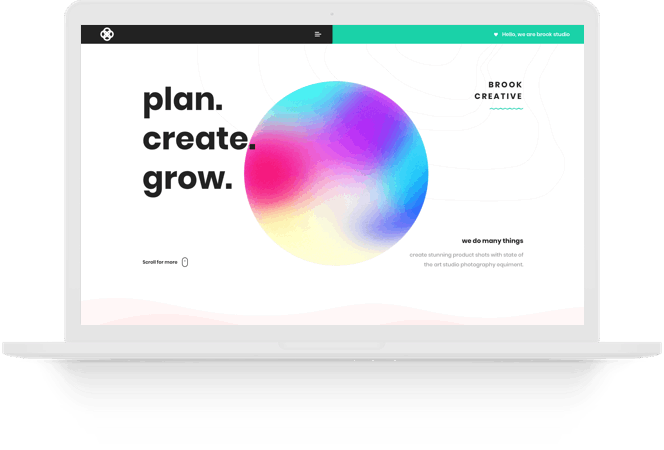 Hello, we are brook studio
plan.
create.
grow.
BROOK
CREATIVE
we do many things
create stunning product shots with state of
the art studio photography equiment.
Scroll for more